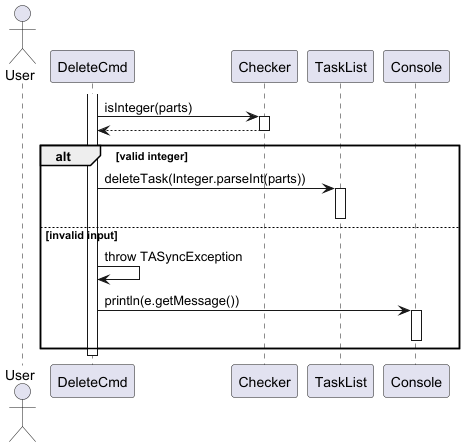 User
DeleteCmd
Checker
TaskList
Console
isInteger(parts)
alt
[valid integer]
deleteTask(Integer.parseInt(parts))
[invalid input]
throw TASyncException
println(e.getMessage())
User
DeleteCmd
Checker
TaskList
Console